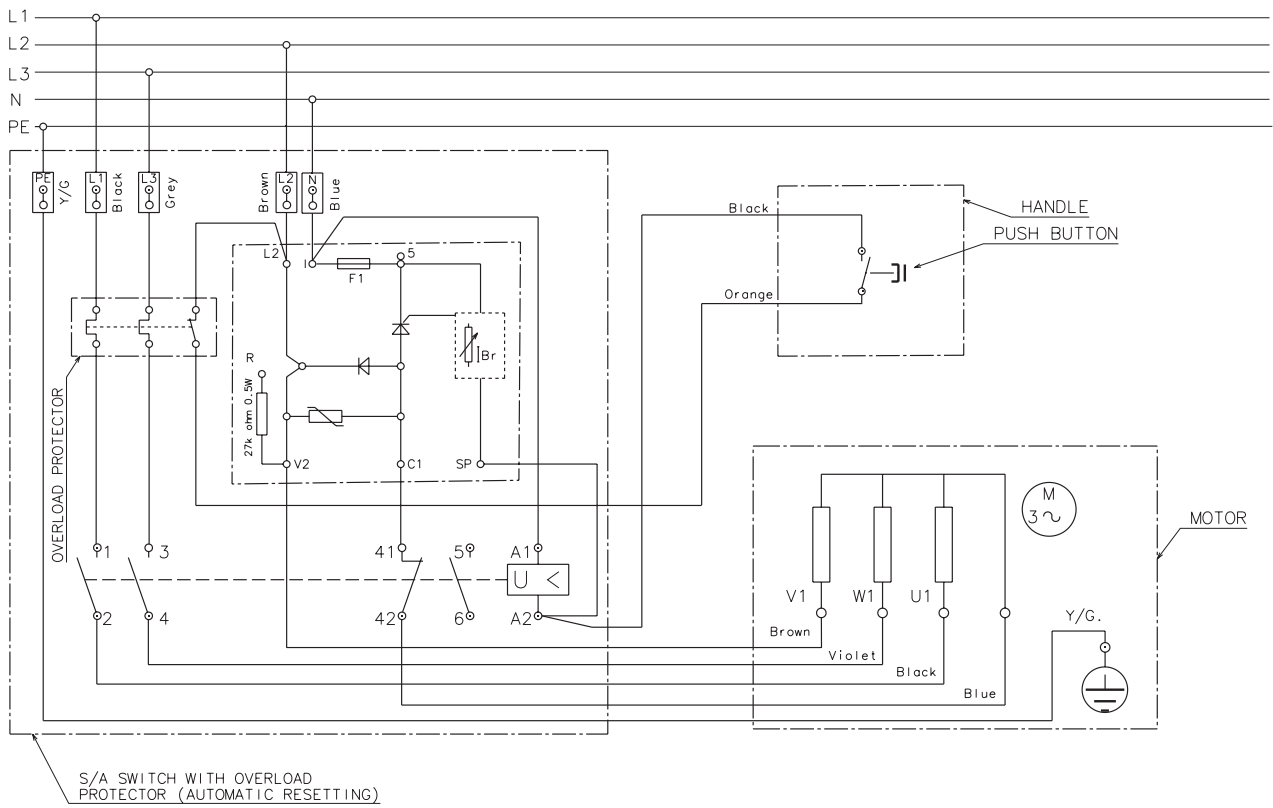 L1
L2
L3
N
PE
PE
Y/G
L1
Black
L3
Grey
Brown
L2
N
Blue
Black
HANDLE
PUSH BUTTON
L2
I
F1
5
Orange
Br
R
27k ohm 0.5W
OVERLOAD PROTECTOR
V2
C1
SP
M
3
MOTOR
1
3
41
5
A1
U <
2
4
42
6
A2
V1
W1
U1
Y/G.
Brown
Violet
Black
Blue
S/A SWITCH WITH OVERLOAD
PROTECTOR (AUTOMATIC RESETTING)